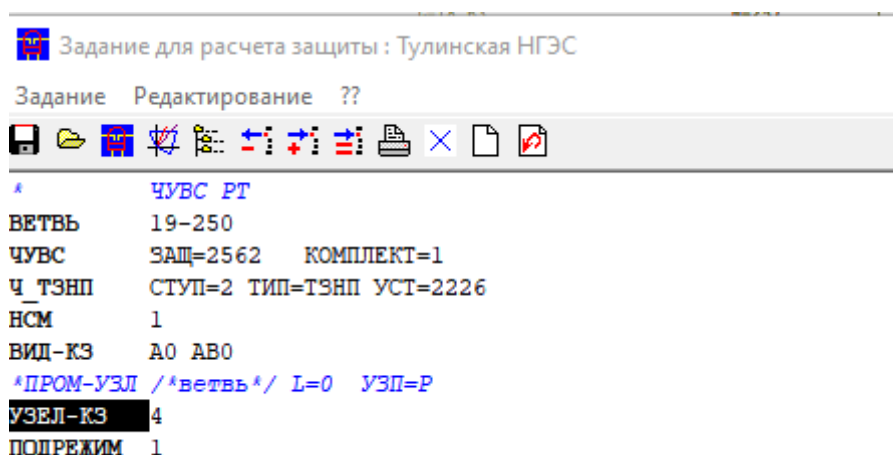 Задание для расчета защиты : Тулинская НГЭС
Задание Редактирование ??
* ЧУВС РТ
ВЕТВЬ 19-250
ЧУВС ЗАЩ=2562 КОМПЛЕКТ=1
Ч_ТЗНП СТУП=2 ТИП=ТЗНП УСТ=2226
НСМ 1
ВИД-КЗ А0 АВ0
*ПРОМ-УЗЛ /*ветвь*/ L=0 УЗП=Р
УЗЕЛ-КЗ 4
ПОДРЕЖИМ 1